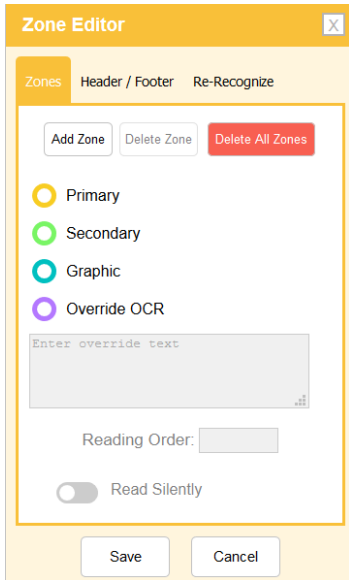 Zone Editor X
Zones Header / Footer Re-Recognize
Add Zone Delete Zone Delete All Zones
Primary
Secondary
Graphic
Override OCR
Enter override text
Reading Order:
Read Silently
Save Cancel